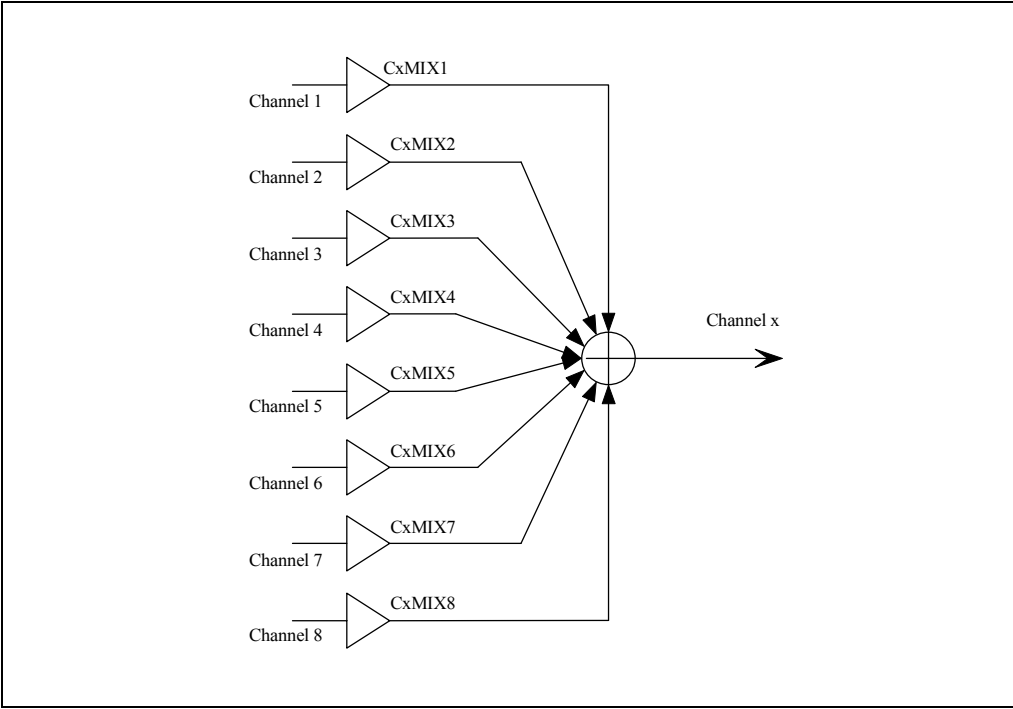 CxMIX1
Channel 1
CxMIX2
Channel 2
CxMIX3
Channel 3
CxMIX4
Channel 4
CxMIX5
Channel 5
CxMIX6
Channel 6
CxMIX7
Channel 7
CxMIX8
Channel 8
Channel x